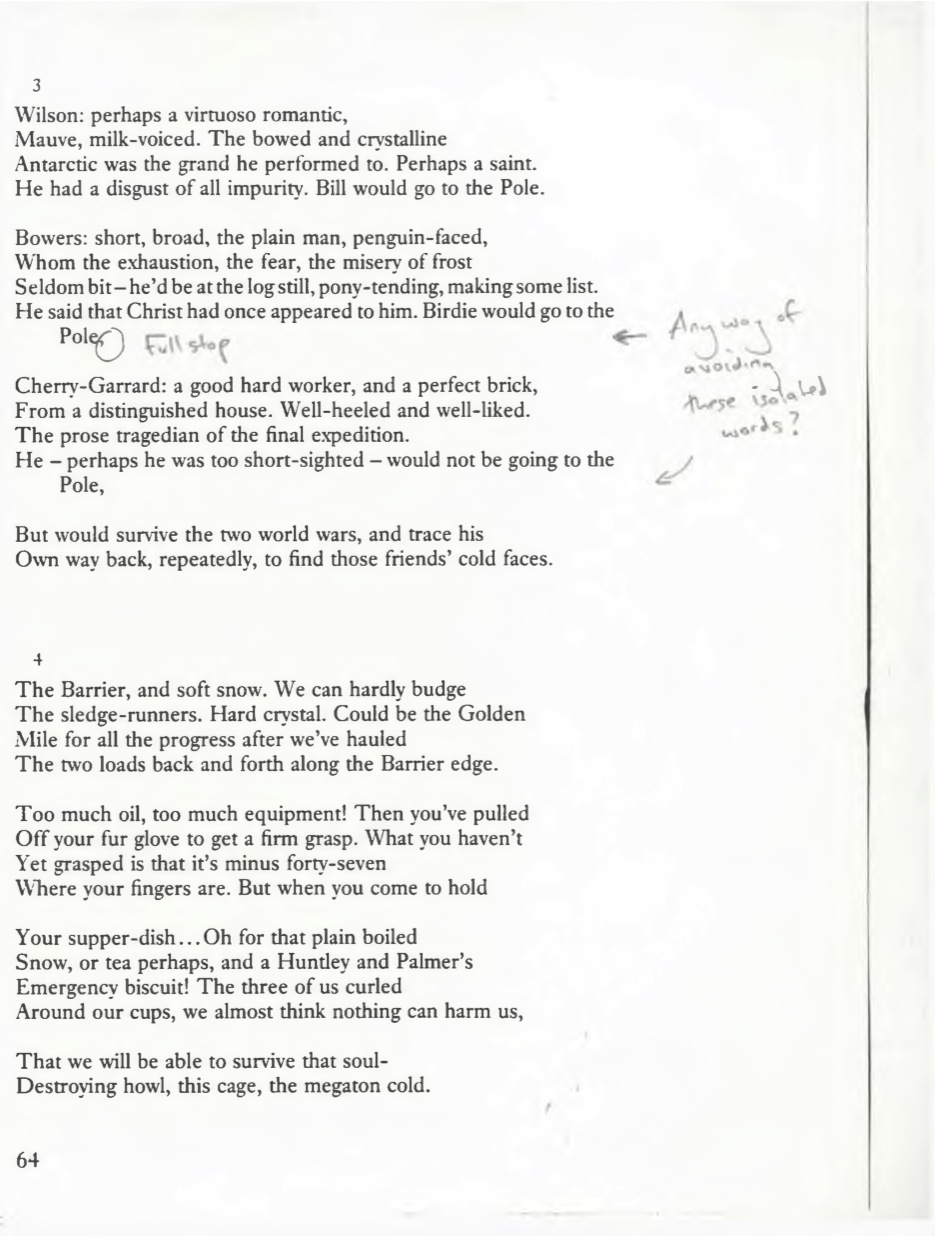 3
Wilson: perhaps a virtuoso romantic,
Mauve, milk-voiced. The bowed and crystalline
Antarctic was the grand he performed to. Perhaps a saint.
He had a disgust of all impurity. Bill would go to the Pole.
Bowers: short, broad, the plain man, penguin-faced,
Whom the exhaustion, the fear, the misery of frost
Seldom bit – he'd be at the log still, pony-tending, making some list.
He said that Christ had once appeared to him. Birdie would go to the
Pole,
Full stop
← Any way of
avoiding
these isolated
words?
Cherry-Garrard: a good hard worker, and a perfect brick,
From a distinguished house. Well-heeled and well-liked.
The prose tragedian of the final expedition.
He – perhaps he was too short-sighted – would not be going to the
Pole,
But would survive the two world wars, and trace his
Own way back, repeatedly, to find those friends' cold faces.
4
The Barrier, and soft snow. We can hardly budge
The sledge-runners. Hard crystal. Could be the Golden
Mile for all the progress after we've hauled
The two loads back and forth along the Barrier edge.
Too much oil, too much equipment! Then you've pulled
Off your fur glove to get a firm grasp. What you haven't
Yet grasped is that it's minus forty-seven
Where your fingers are. But when you come to hold
Your supper-dish...Oh for that plain boiled
Snow, or tea perhaps, and a Huntley and Palmer's
Emergency biscuit! The three of us curled
Around our cups, we almost think nothing can harm us,
That we will be able to survive that soul-
Destroying howl, this cage, the megaton cold.
64